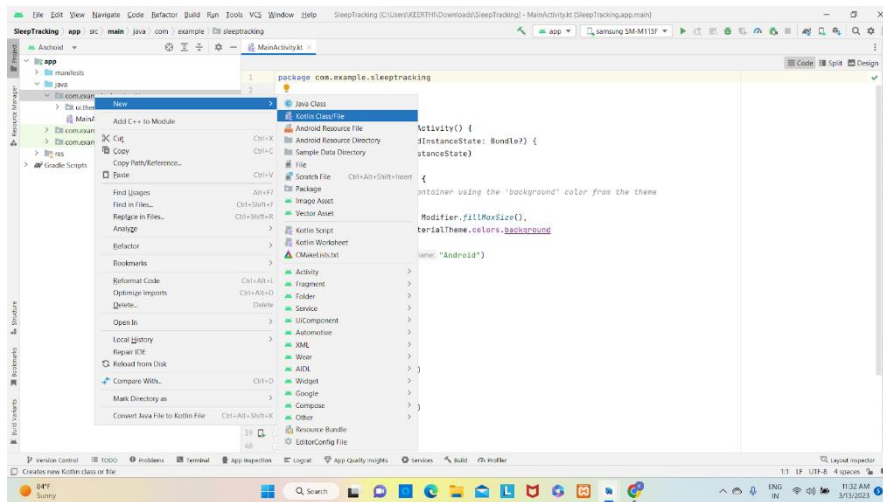 File Edit View Navigate Code Refactor Build Run Tools VCS Window Help SleepTracking [C:\Users\KEERTHI\Downloads\SleepTracking] - MainActivity.kt [SleepTracking.app.main]
SleepTracking app src main java com example sleeptracking
app samsung SM-M115F
Android
MainActivity.kt
Code Split Design
Project
app
manifests
java
com.exam
ui.them
MainA
com.exam
com.exam
res
Gradle Scripts
Resource Manager
Structure
Bookmarks
Build Variants
New
Add C++ to Module
Cut Ctrl+X
Copy Ctrl+C
Copy Path/Reference...
Paste Ctrl+V
Find Usages Alt+F7
Find in Files... Ctrl+Shift+F
Replace in Files... Ctrl+Shift+R
Analyze
Refactor
Bookmarks
Reformat Code Ctrl+Alt+L
Optimize Imports Ctrl+Alt+O
Delete... Delete
Open In
Local History
Repair IDE
Reload from Disk
Compare With... Ctrl+D
Mark Directory as
Convert Java File to Kotlin File Ctrl+Alt+Shift+K
Java Class
Kotlin Class/File
Android Resource File
Android Resource Directory
Sample Data Directory
File
Scratch File Ctrl+Alt+Shift+Insert
Package
Image Asset
Vector Asset
Kotlin Script
Kotlin Worksheet
CMakeLists.txt
Activity
Fragment
Folder
Service
UiComponent
Automotive
XML
Wear
AIDL
Widget
Google
Compose
Other
Resource Bundle
EditorConfig File
1 package com.example.sleeptracking
2
Activity() {
dInstanceState: Bundle?) {
stanceState)
{
ontainer using the 'background' color from the theme
Modifier.fillMaxSize(),
terialTheme.colors.background
name: "Android")
)
)
39
40
Version Control TODO Problems Terminal App Inspection Logcat App Quality Insights Services Build Profiler Layout Inspector
Creates new Kotlin class or file 1:1 LF UTF-8 4 spaces
84°F
Sunny
Search
ENG
IN
11:32 AM
3/13/2023